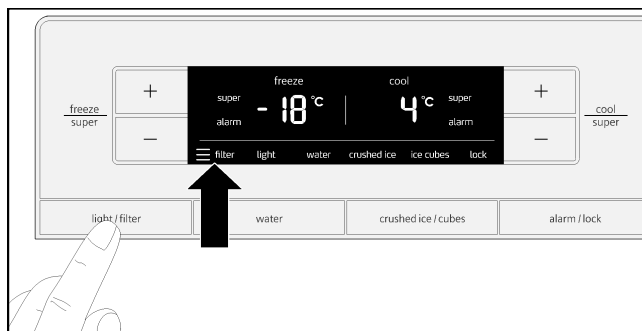 freeze cool
super -18 °C 4 °C super
alarm alarm
filter light water crushed ice ice cubes lock
+ +
freeze
super
cool
super
− −
light / filter water crushed ice / cubes alarm / lock